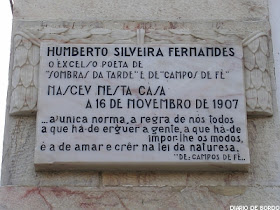 HUMBERTO SILVEIRA FERNANDES
O EXCELSO POETA DE
"SOMBRAS DA TARDE" E DE "CAMPOS DE FÉ"
NASCEU NESTA CASA
A 16 DE NOVEMBRO DE 1907
...a única norma, a regra de nós todos
a que há-de erguer a gente, a que há-de
impôr-lhe os modos,
é a de amar e crêr na lei da natureza.
"DE: CAMPOS DE FÉ..
DIARIO DE BORDO